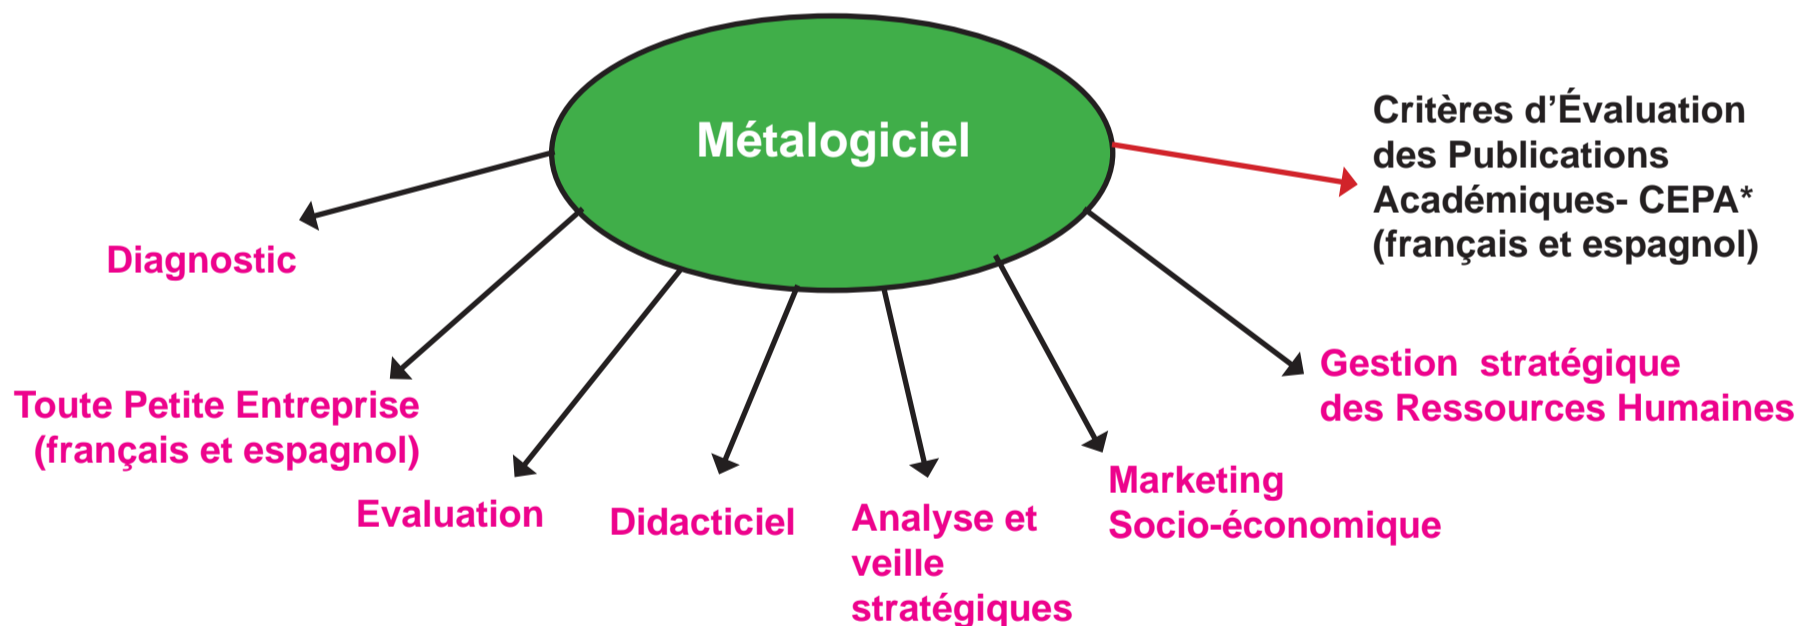 Métalogiciel
Critères d’Évaluation
des Publications
Académiques- CEPA*
(français et espagnol)
Diagnostic
Toute Petite Entreprise
(français et espagnol)
Evaluation
Didacticiel
Analyse et
veille
stratégiques
Marketing
Socio-économique
Gestion  stratégique
des Ressources Humaines